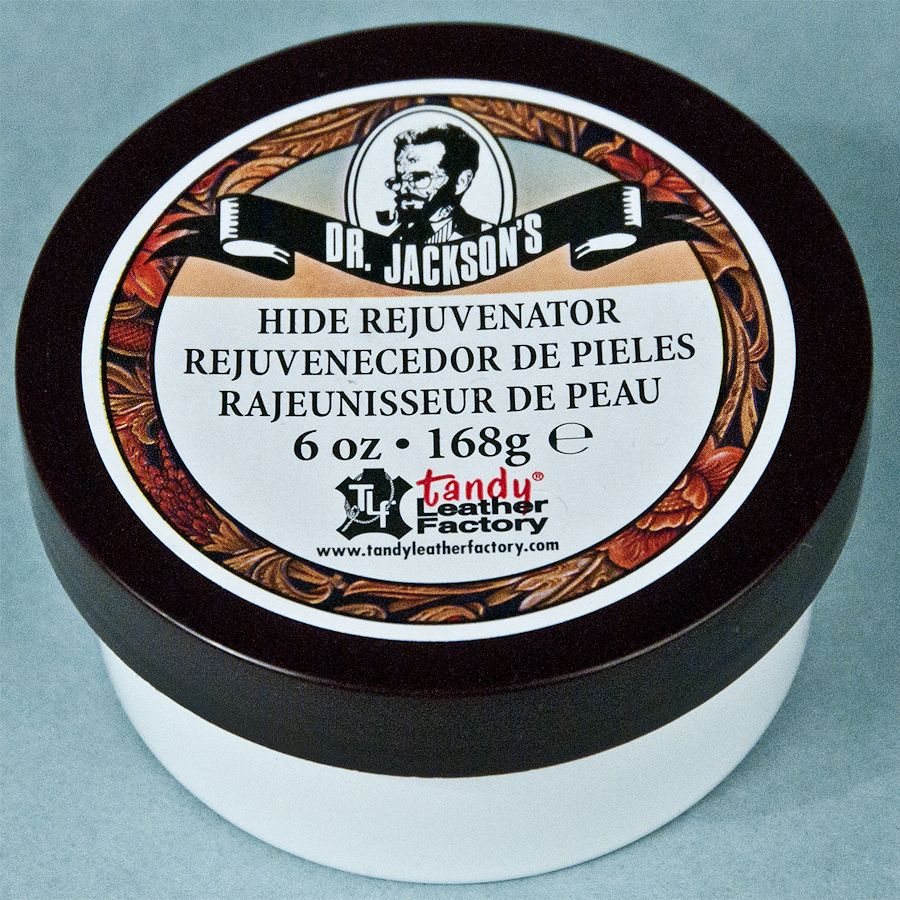 DR. JACKSON'S
HIDE REJUVENATOR
REJUVENECEDOR DE PIELES
RAJEUNISSEUR DE PEAU
6 oz • 168g ℮
TLF tandy®
Leather
Factory
www.tandyleatherfactory.com